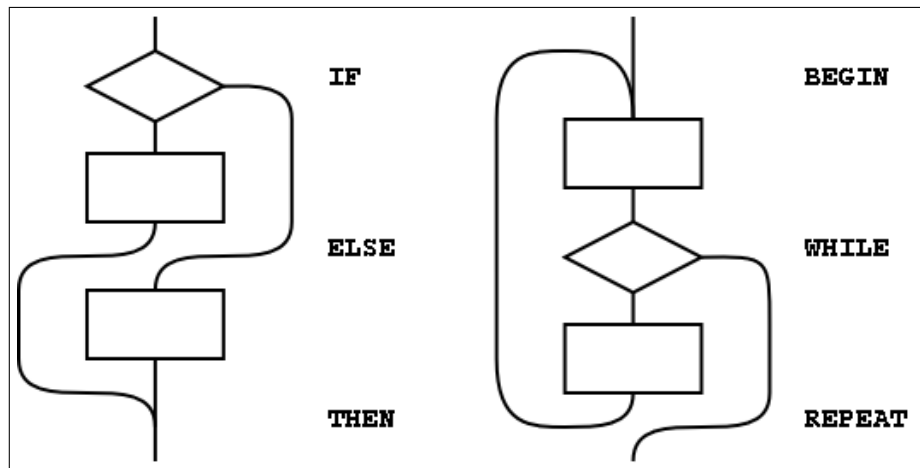 IF
ELSE
THEN
BEGIN
WHILE
REPEAT